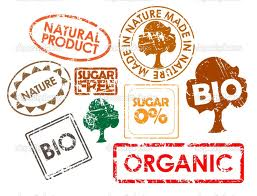 NATURAL
PRODUCT
MADE IN NATURE MADE IN NATURE
NATURE
SUGAR
FREE
BIO
SUGAR
0%
BIO
ORGANIC